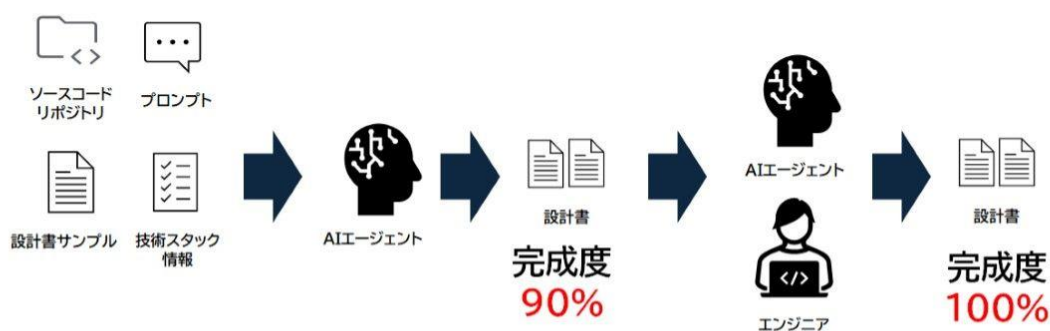 ソースコード
リポジトリ
プロンプト
設計書サンプル
技術スタック
情報
AIエージェント
設計書
完成度
90%
AIエージェント
エンジニア
設計書
完成度
100%